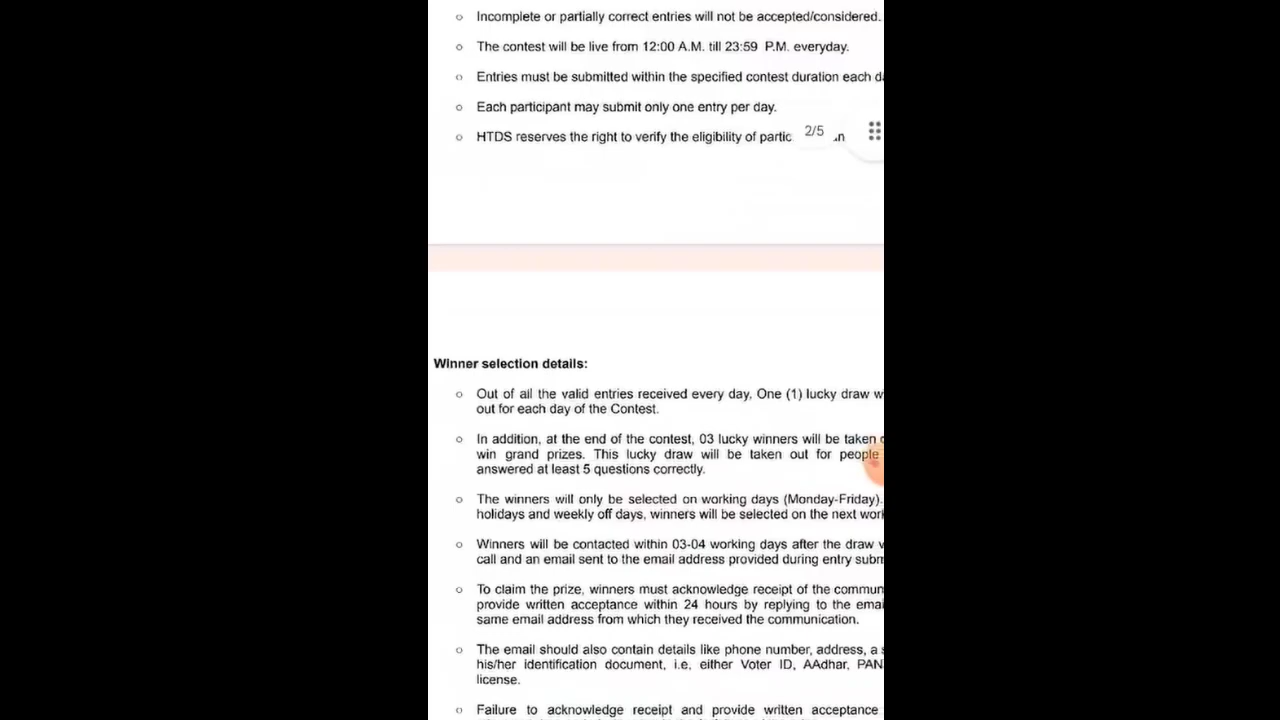 Incomplete or partially correct entries will not be accepted/considered.
The contest will be live from 12:00 A.M. till 23:59 P.M. everyday.
Entries must be submitted within the specified contest duration each
Each participant may submit only one entry per day.
HTDS reserves the right to verify the eligibility of
2/5
Winner selection details:
Out of all the valid entries received every day, One (1) lucky draw
out for each day of the Contest.
In addition, at the end of the contest, 03 lucky winners will be taken
win grand prizes. This lucky draw will be taken out for people
answered at least 5 questions correctly.
The winners will only be selected on working days (Monday-Friday).
holidays and weekly off days, winners will be selected on the next
Winners will be contacted within 03-04 working days after the draw
call and an email sent to the email address provided during entry
To claim the prize, winners must acknowledge receipt of the
provide written acceptance within 24 hours by replying to the
same email address from which they received the communication.
The email should also contain details like phone number, address, a
his/her identification document, i.e, either Voter ID, AAdhar, PAN
license.
Failure to acknowledge receipt and provide written acceptance